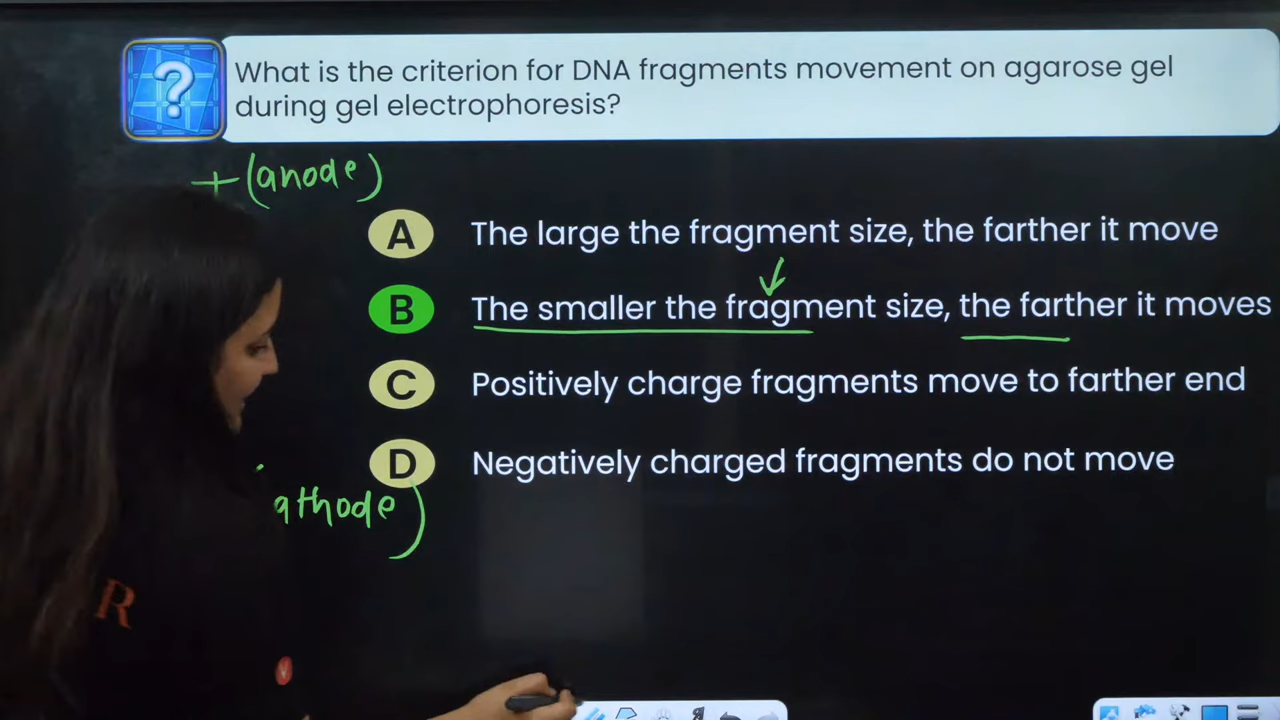 What is the criterion for DNA fragments movement on agarose gel
during gel electrophoresis?
+ (anode)
A The large the fragment size, the farther it move
B The smaller the fragment size, the farther it moves
C Positively charge fragments move to farther end
D Negatively charged fragments do not move
athode)
R